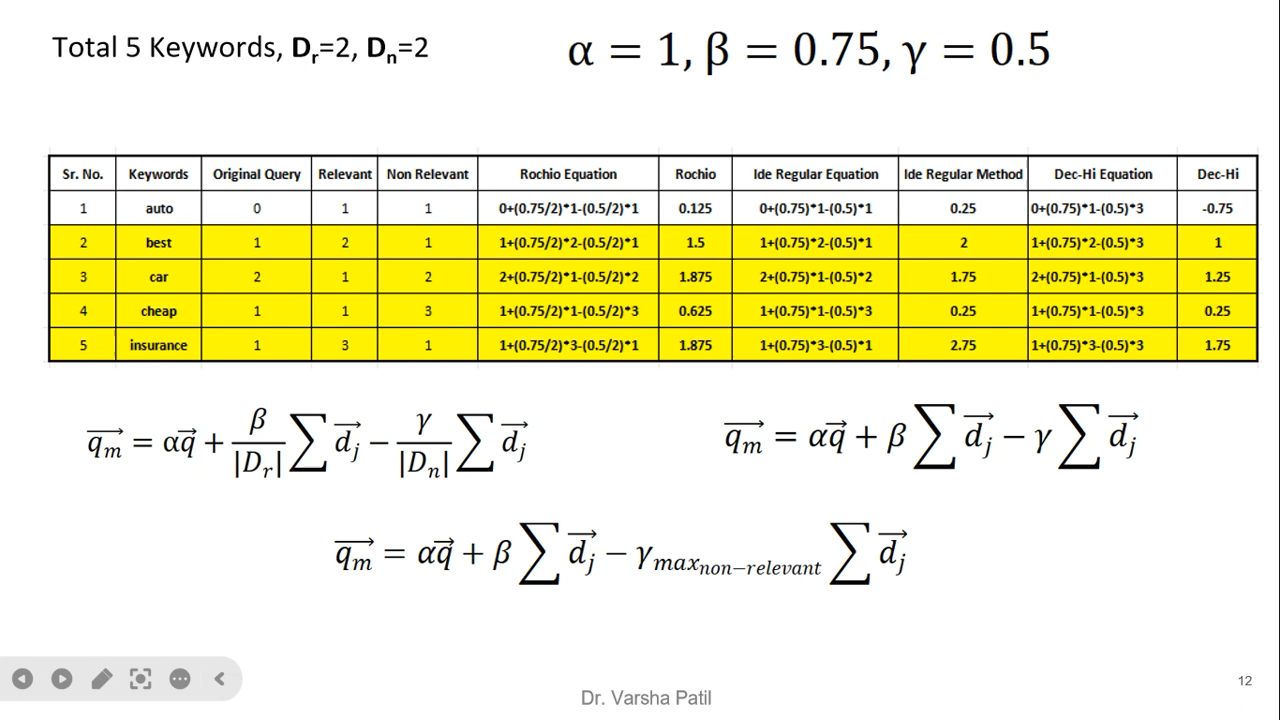 Total 5 Keywords, Dr=2, Dn=2
α = 1, β = 0.75, γ = 0.5
Sr. No. Keywords Original Query Relevant Non Relevant Rochio Equation Rochio Ide Regular Equation Ide Regular Method Dec-Hi Equation Dec-Hi
1 auto 0 1 1 0+(0.75/2)*1-(0.5/2)*1 0.125 0+(0.75)*1-(0.5)*1 0.25 0+(0.75)*1-(0.5)*3 -0.75
2 best 1 2 1 1+(0.75/2)*2-(0.5/2)*1 1.5 1+(0.75)*2-(0.5)*1 2 1+(0.75)*2-(0.5)*3 1
3 car 2 1 2 2+(0.75/2)*1-(0.5/2)*2 1.875 2+(0.75)*1-(0.5)*2 1.75 2+(0.75)*1-(0.5)*3 1.25
4 cheap 1 1 3 1+(0.75/2)*1-(0.5/2)*3 0.625 1+(0.75)*1-(0.5)*3 0.25 1+(0.75)*1-(0.5)*3 0.25
5 insurance 1 3 1 1+(0.75/2)*3-(0.5/2)*1 1.875 1+(0.75)*3-(0.5)*1 2.75 1+(0.75)*3-(0.5)*3 1.75
q⃗m = αq⃗ + β/|Dr| ∑ d⃗j − γ/|Dn| ∑ d⃗j
q⃗m = αq⃗ + β ∑ d⃗j − γ ∑ d⃗j
q⃗m = αq⃗ + β ∑ d⃗j − γmaxnon−relevant ∑ d⃗j
12
Dr. Varsha Patil